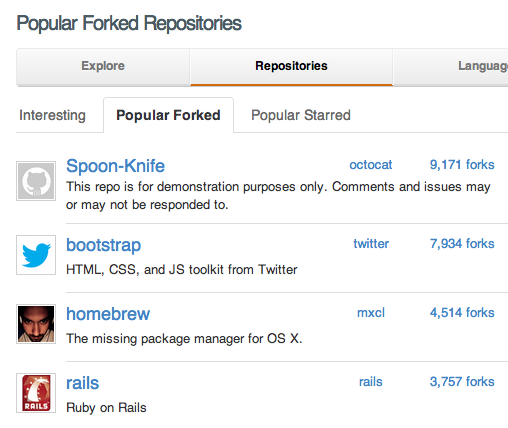 Popular Forked Repositories
Explore
Repositories
Languag
Interesting
Popular Forked
Popular Starred
Spoon-Knife octocat 9,171 forks
This repo is for demonstration purposes only. Comments and issues may
or may not be responded to.
bootstrap twitter 7,934 forks
HTML, CSS, and JS toolkit from Twitter
homebrew mxcl 4,514 forks
The missing package manager for OS X.
rails rails 3,757 forks
RAILS
Ruby on Rails